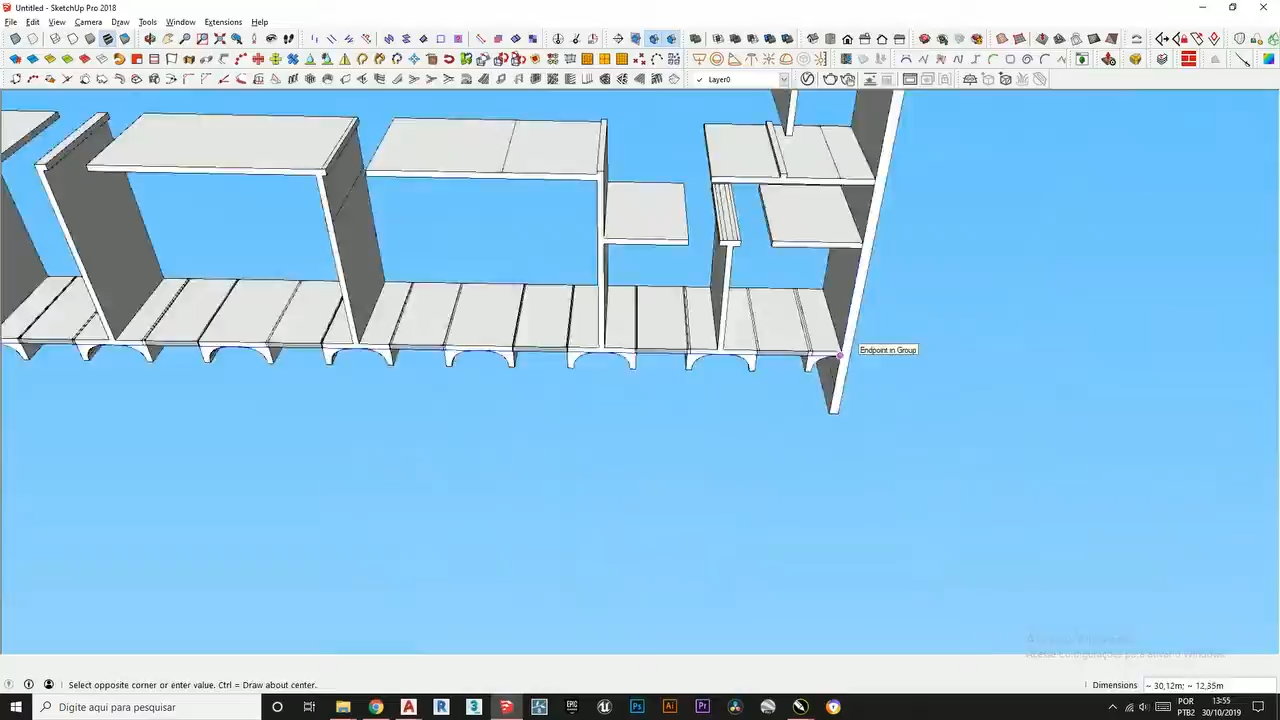 Untitled - SketchUp Pro 2018
File Edit View Camera Draw Tools Window Extensions Help
Layer0
Endpoint in Group
Select opposite corner or enter value. Ctrl = Draw about center.
Dimensions ~ 30,12m; ~ 12,35m
Digite aqui para pesquisar
POR
PTB2
13:55
30/10/2019